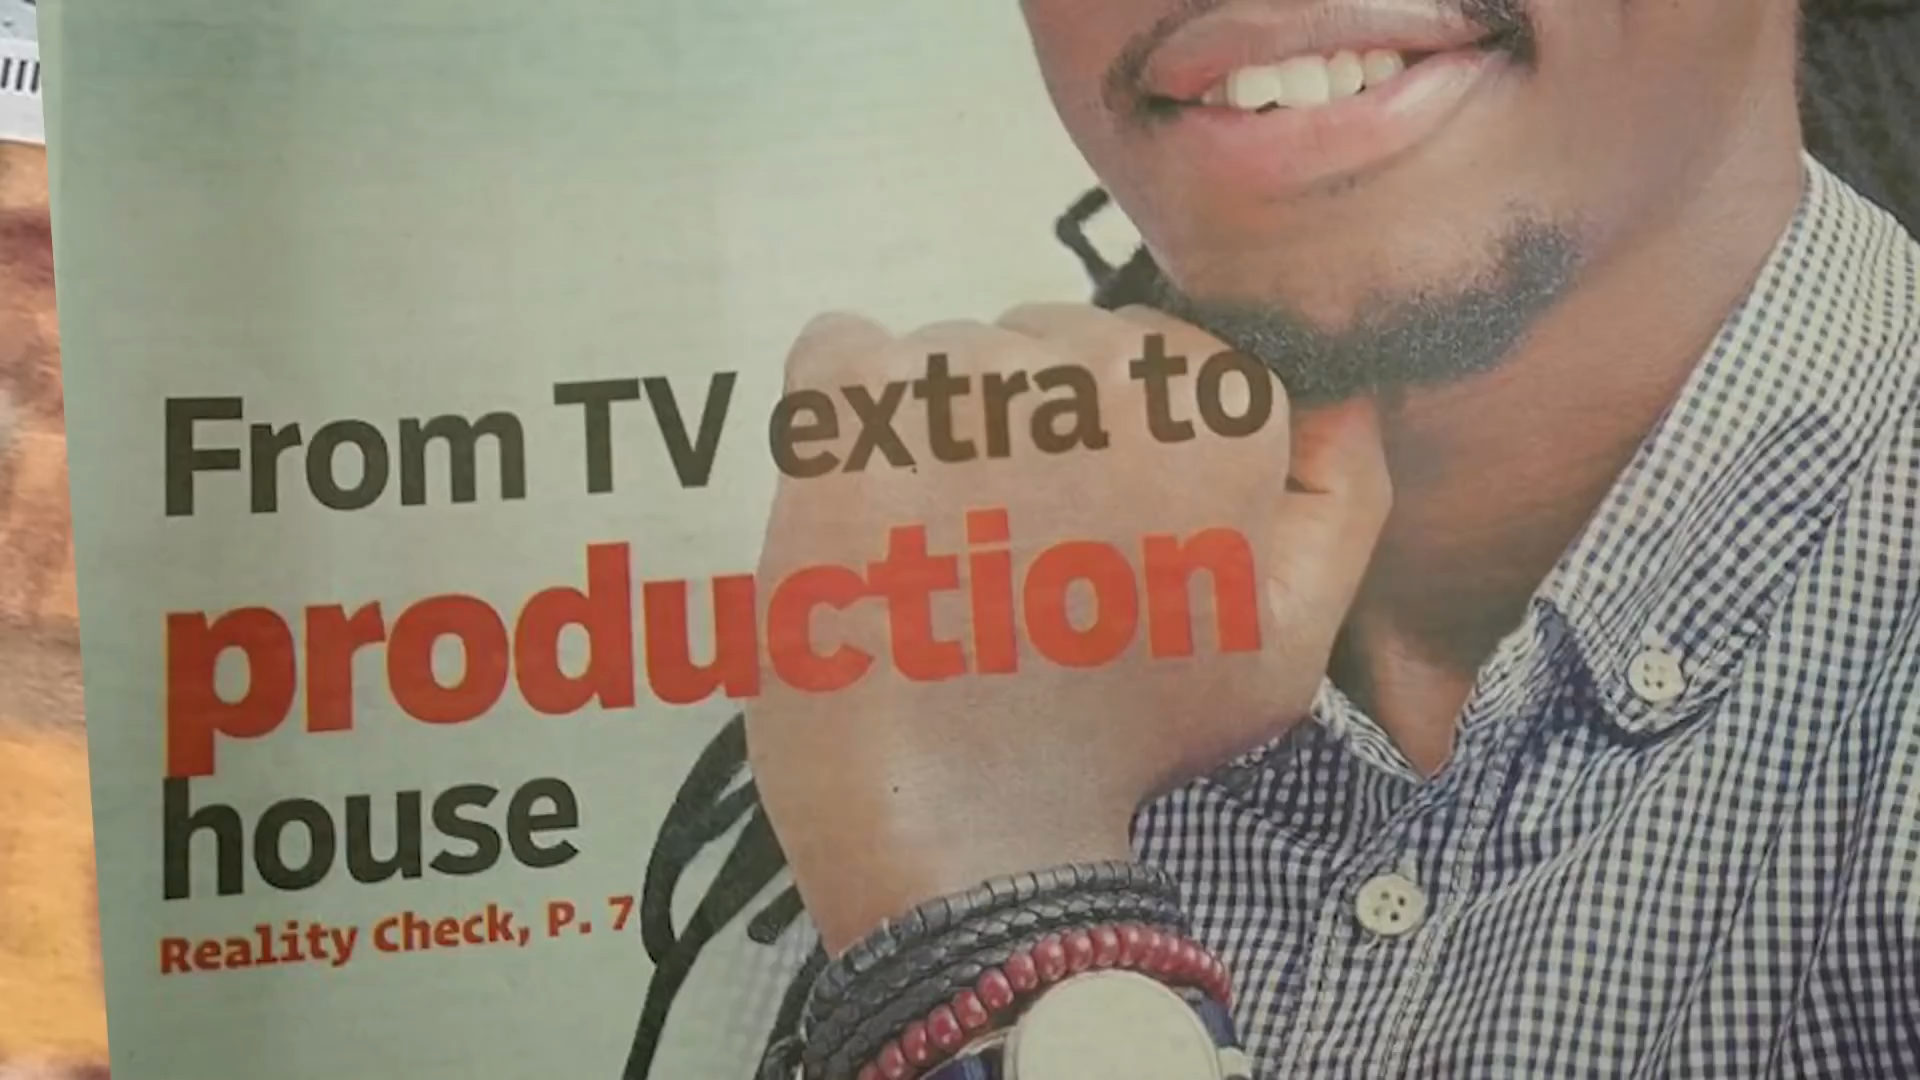 From TV extra to
production
house
Reality Check, P. 7